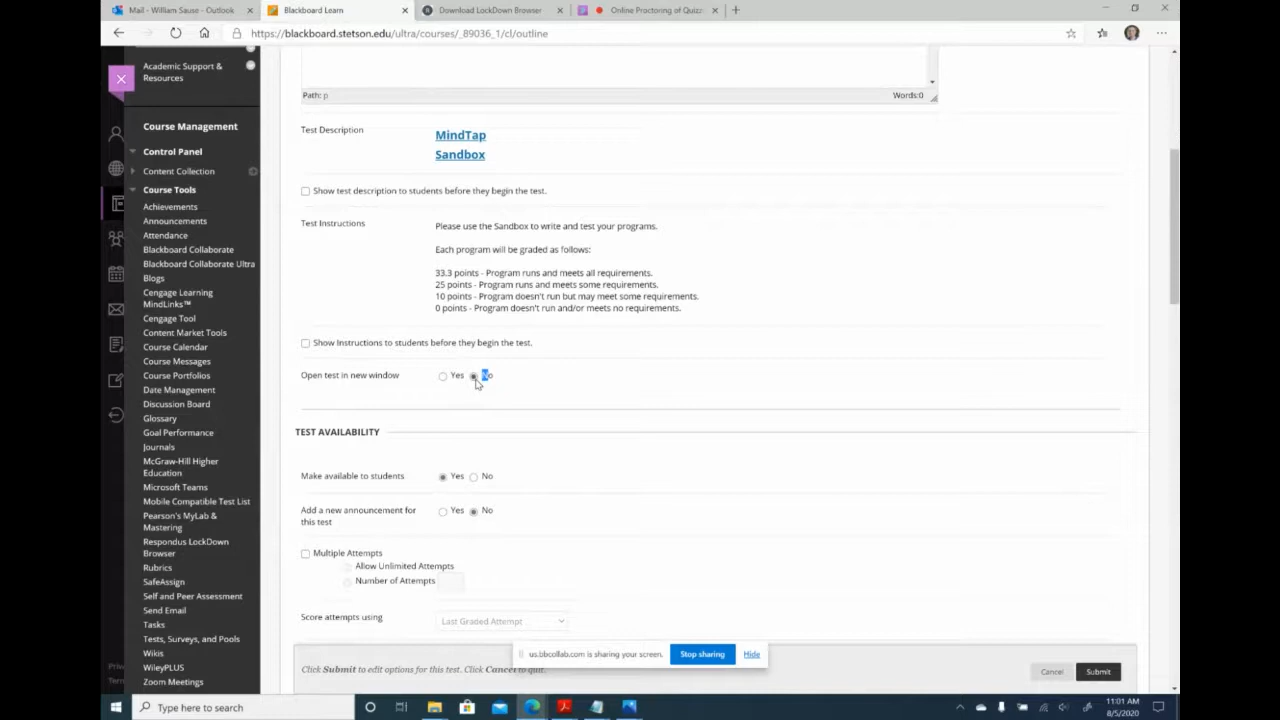 Mail - William Sause - Outlook
Blackboard Learn
Download LockDown Browser
Online Proctoring of Quizz
https://blackboard.stetson.edu/ultra/courses/_89036_1/cl/outline
Academic Support &
Resources
Course Management
Control Panel
Content Collection
Course Tools
Achievements
Announcements
Attendance
Blackboard Collaborate
Blackboard Collaborate Ultra
Blogs
Cengage Learning
MindLinks™
Cengage Tool
Content Market Tools
Course Calendar
Course Messages
Course Portfolios
Date Management
Discussion Board
Glossary
Goal Performance
Journals
McGraw-Hill Higher
Education
Microsoft Teams
Mobile Compatible Test List
Pearson's MyLab &
Mastering
Respondus LockDown
Browser
Rubrics
SafeAssign
Self and Peer Assessment
Send Email
Tasks
Tests, Surveys, and Pools
Wikis
WileyPLUS
Zoom Meetings
Priv
Term
Path: p
Words:0
Test Description
MindTap
Sandbox
Show test description to students before they begin the test.
Test Instructions
Please use the Sandbox to write and test your programs.
Each program will be graded as follows:
33.3 points - Program runs and meets all requirements.
25 points - Program runs and meets some requirements.
10 points - Program doesn't run but may meet some requirements.
0 points - Program doesn't run and/or meets no requirements.
Show Instructions to students before they begin the test.
Open test in new window
Yes
No
TEST AVAILABILITY
Make available to students
Yes
No
Add a new announcement for
this test
Yes
No
Multiple Attempts
Allow Unlimited Attempts
Number of Attempts
Score attempts using
Last Graded Attempt
us.bbcollab.com is sharing your screen.
Stop sharing
Hide
Click Submit to edit options for this test. Click Cancel to quit.
Cancel
Submit
Type here to search
11:01 AM
8/5/2020